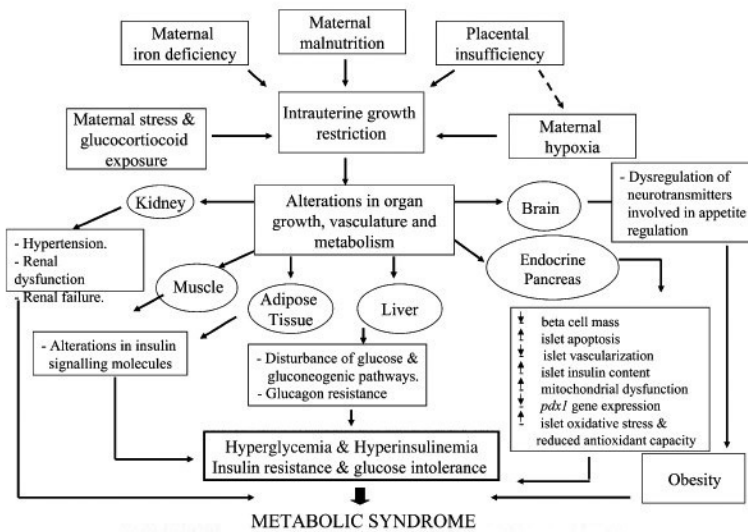 Maternal
iron deficiency
Maternal
malnutrition
Placental
insufficiency
Maternal stress &
glucocortiocoid
exposure
Intrauterine growth
restriction
Maternal
hypoxia
Kidney
Alterations in organ
growth, vasculature and
metabolism
Brain
- Dysregulation of
neurotransmitters
involved in appetite
regulation
- Hypertension.
- Renal
dysfunction
- Renal failure.
Muscle
Adipose
Tissue
Liver
Endocrine
Pancreas
- Alterations in insulin
signalling molecules
- Disturbance of glucose &
gluconeogenic pathways.
- Glucagon resistance
beta cell mass
islet apoptosis
islet vascularization
islet insulin content
mitochondrial dysfunction
pdx1 gene expression
islet oxidative stress &
reduced antioxidant capacity
Hyperglycemia & Hyperinsulinemia
Insulin resistance & glucose intolerance
Obesity
METABOLIC SYNDROME